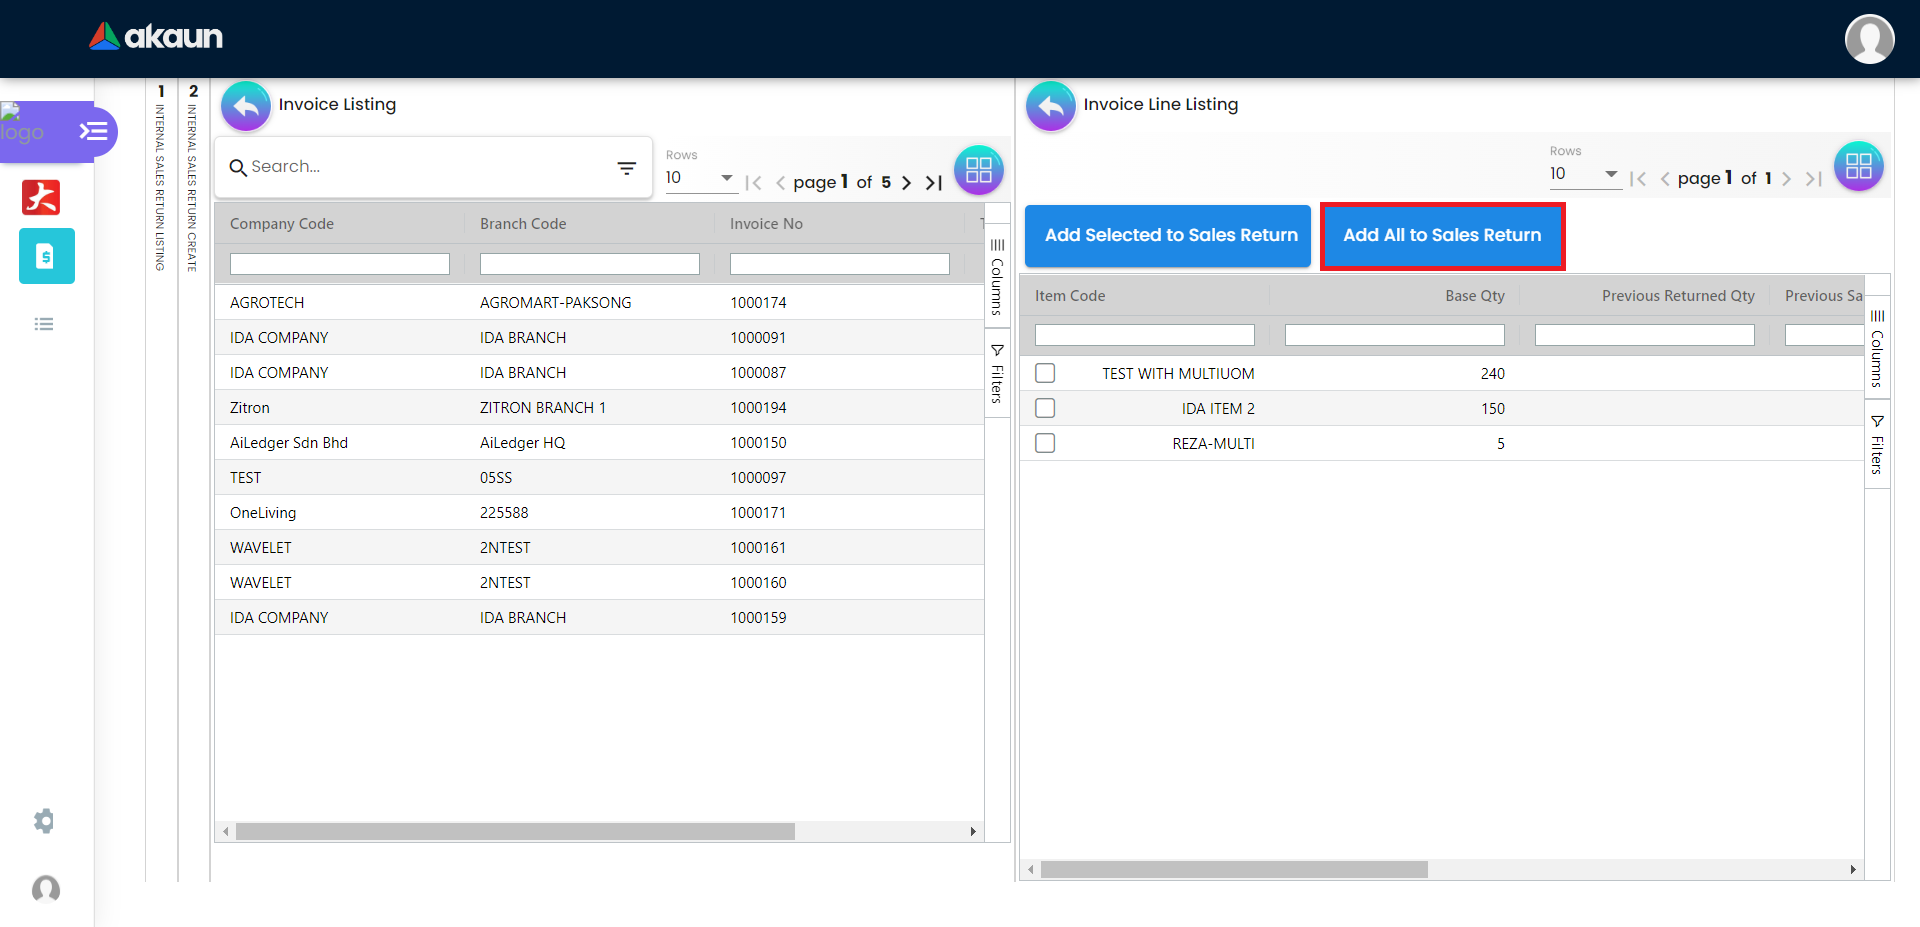 akaun
logo
1 INTERNAL SALES RETURN LISTING
2 INTERNAL SALES RETURN CREATE
Invoice Listing
Search...
Rows
10
page 1 of 5
Company Code Branch Code Invoice No T
AGROTECH AGROMART-PAKSONG 1000174
IDA COMPANY IDA BRANCH 1000091
IDA COMPANY IDA BRANCH 1000087
Zitron ZITRON BRANCH 1 1000194
AiLedger Sdn Bhd AiLedger HQ 1000150
TEST 05SS 1000097
OneLiving 225588 1000171
WAVELET 2NTEST 1000161
WAVELET 2NTEST 1000160
IDA COMPANY IDA BRANCH 1000159
Columns
Filters
Invoice Line Listing
Rows
10
page 1 of 1
Add Selected to Sales Return
Add All to Sales Return
Item Code Base Qty Previous Returned Qty Previous Sa
TEST WITH MULTIUOM 240
IDA ITEM 2 150
REZA-MULTI 5
Columns
Filters